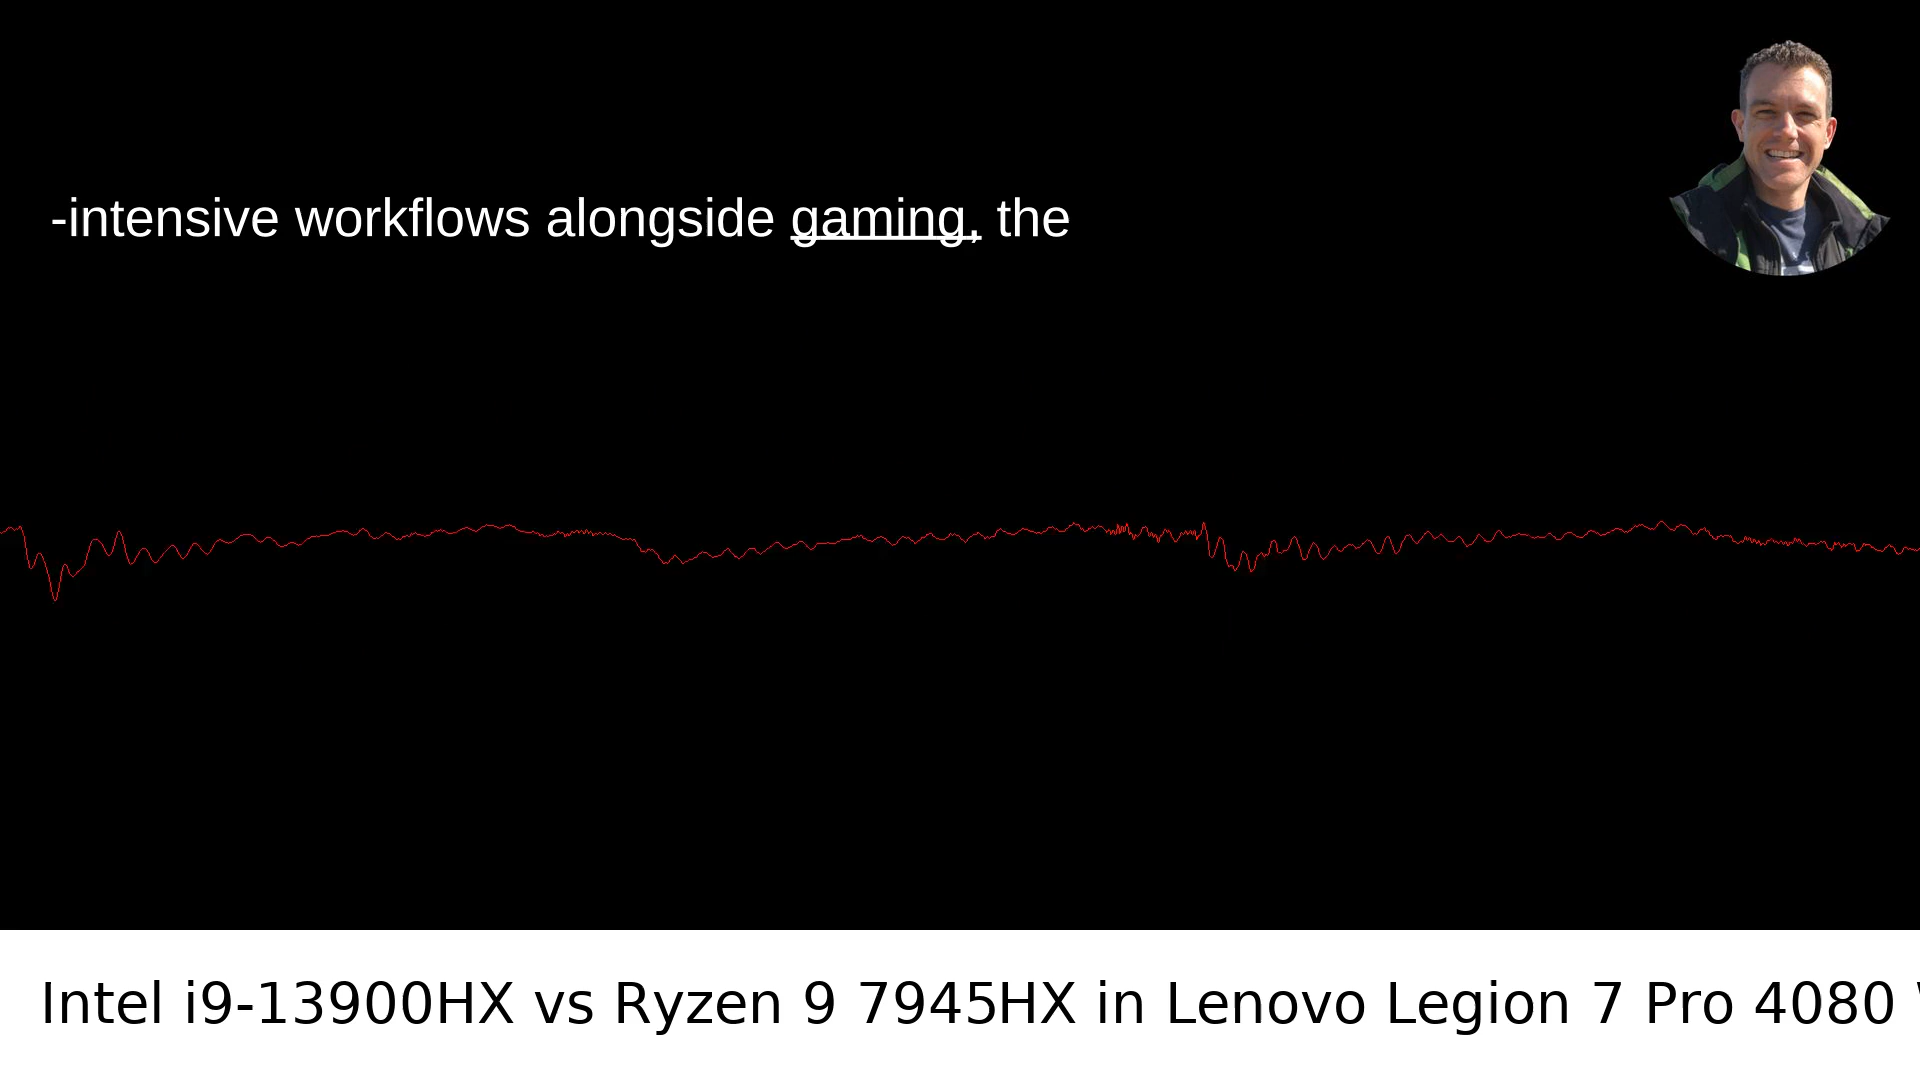 -intensive workflows alongside gaming, the
Intel i9-13900HX vs Ryzen 9 7945HX in Lenovo Legion 7 Pro 4080